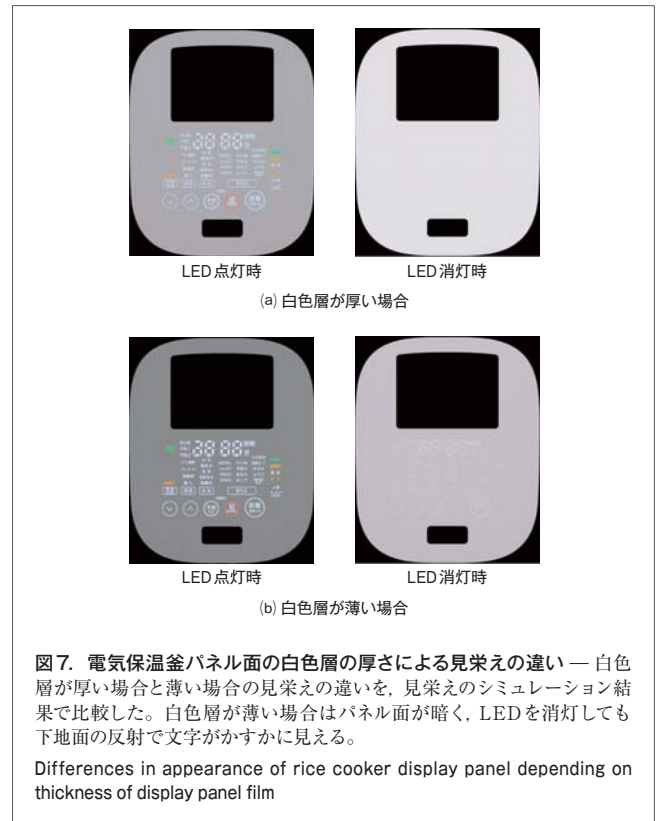 LED点灯時
LED消灯時
(a) 白色層が厚い場合
LED点灯時
LED消灯時
(b) 白色層が薄い場合
図7. 電気保温釜パネル面の白色層の厚さによる見栄えの違い — 白色
層が厚い場合と薄い場合の見栄えの違いを，見栄えのシミュレーション結
果で比較した。白色層が薄い場合はパネル面が暗く，LEDを消灯しても
下地面の反射で文字がかすかに見える。
Differences in appearance of rice cooker display panel depending on
thickness of display panel film